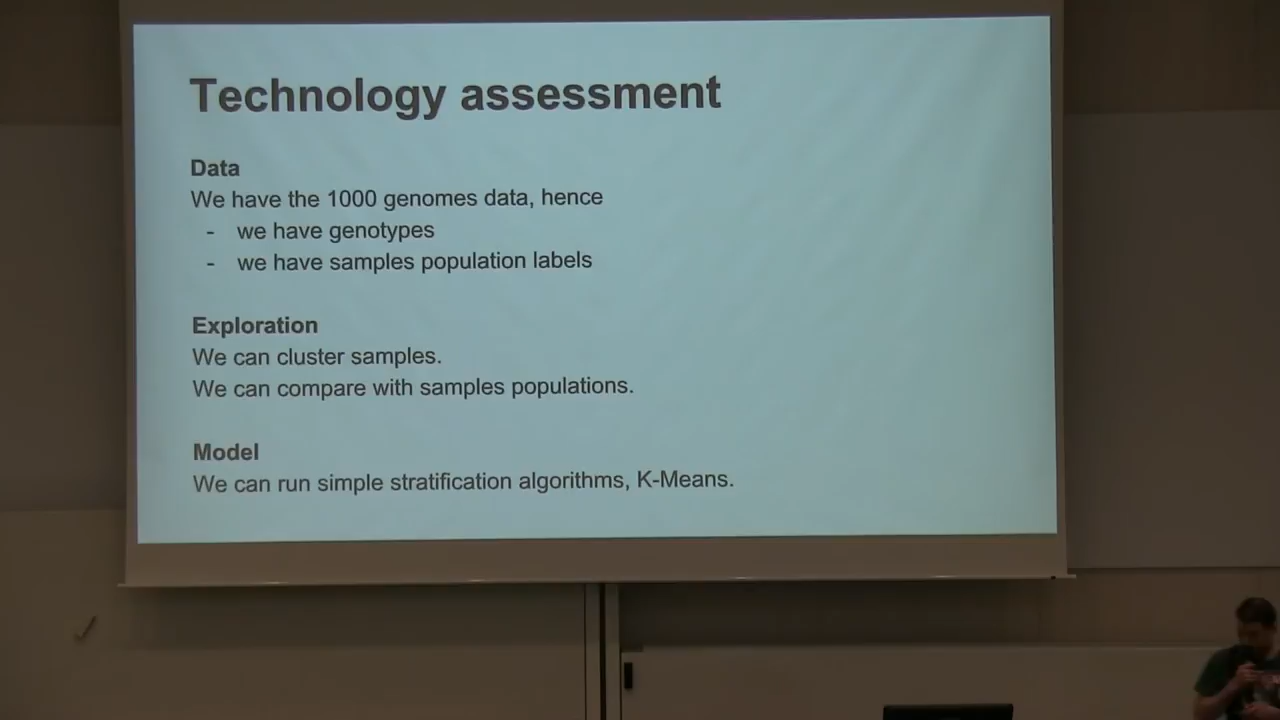 Technology assessment
Data
We have the 1000 genomes data, hence
- we have genotypes
- we have samples population labels
Exploration
We can cluster samples.
We can compare with samples populations.
Model
We can run simple stratification algorithms, K-Means.